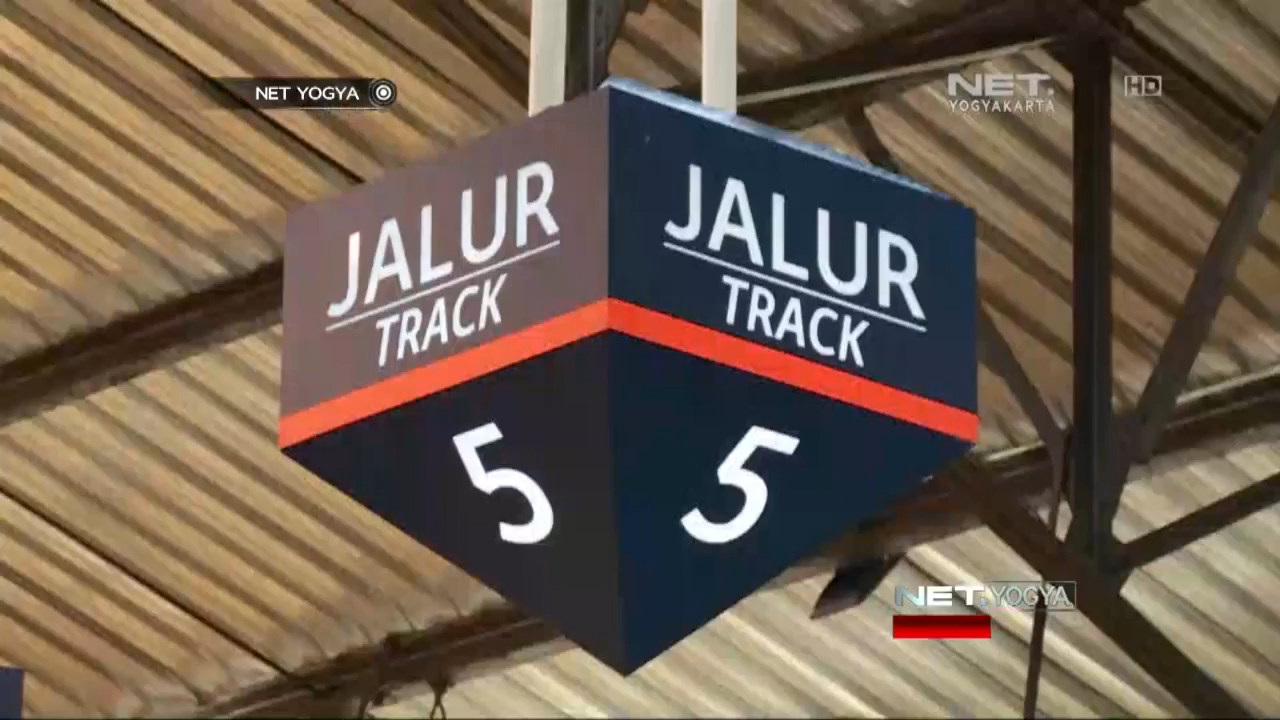 NET YOGYA
NET.
YOGYAKARTA
HD
JALUR
TRACK
5
JALUR
TRACK
5
NET.YOGYA